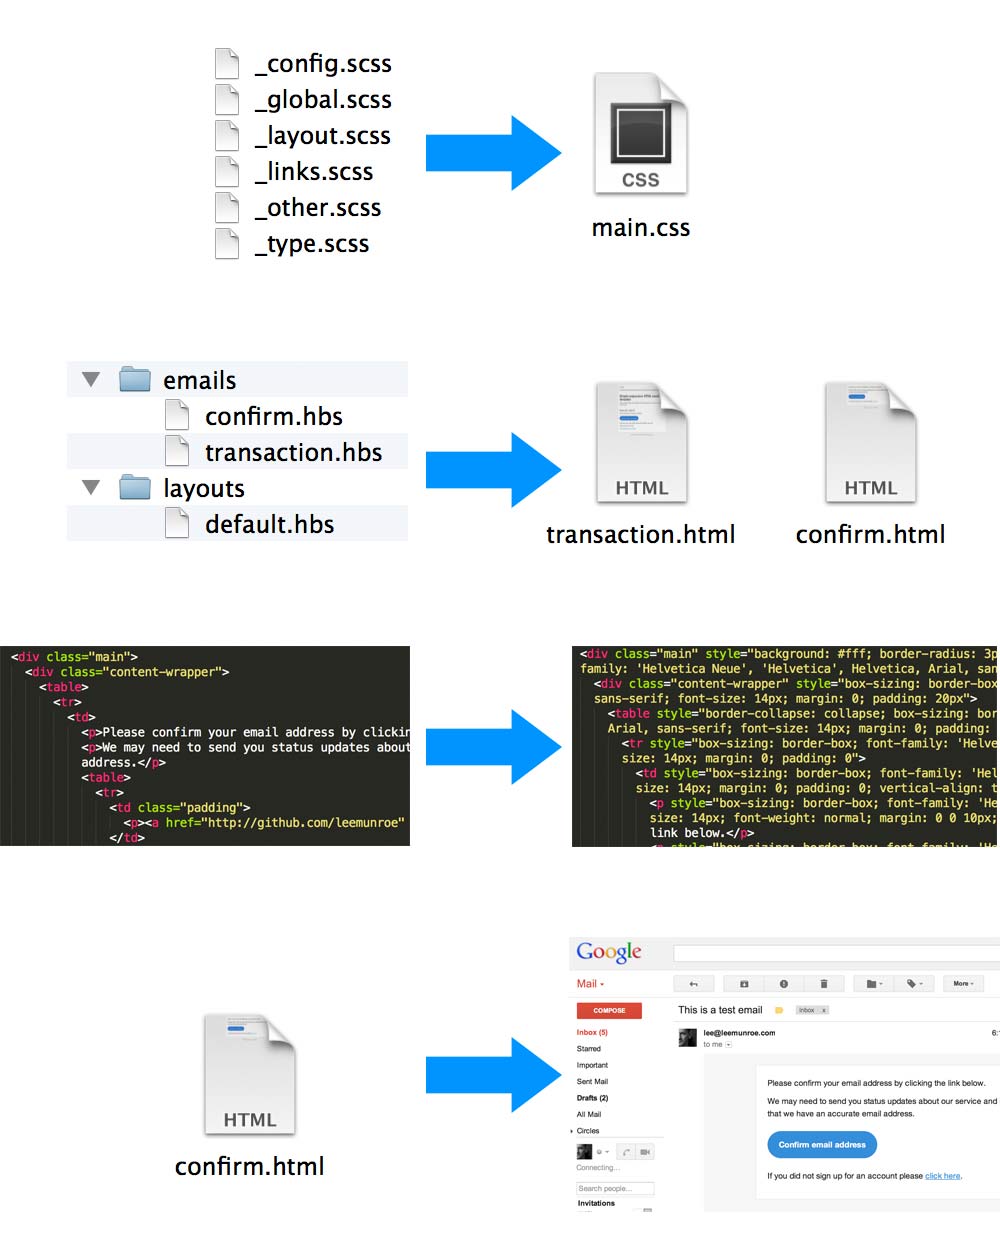 _config.scss
_global.scss
_layout.scss
_links.scss
_other.scss
_type.scss
CSS
main.css
emails
confirm.hbs
transaction.hbs
layouts
default.hbs
HTML
transaction.html
HTML
confirm.html
<div class="main">
<div class="content-wrapper">
<table>
<tr>
<td>
<p>Please confirm your email address by clickin
<p>We may need to send you status updates about
address.</p>
<table>
<tr>
<td class="padding">
<p><a href="http://github.com/leemunroe"
</td>
<div class="main" style="background: #fff; border-radius: 3p
family: 'Helvetica Neue', 'Helvetica', Helvetica, Arial, san
<div class="content-wrapper" style="box-sizing: border-box
sans-serif; font-size: 14px; margin: 0; padding: 20px">
<table style="border-collapse: collapse; box-sizing: bor
Arial, sans-serif; font-size: 14px; margin: 0; padding:
<tr style="box-sizing: border-box; font-family: 'Helve
size: 14px; margin: 0; padding: 0">
<td style="box-sizing: border-box; font-family: 'Hel
size: 14px; margin: 0; padding: 0; vertical-align: t
<p style="box-sizing: border-box; font-family: 'He
size: 14px; font-weight: normal; margin: 0 0 10px;
link below.</p>
<p style="box-sizing: border-box; font-family: 'He
HTML
confirm.html
Google
Mail
More
COMPOSE
This is a test email
Inbox x
Inbox (5)
Starred
Important
Sent Mail
Drafts (2)
All Mail
Circles
Connecting...
Search people...
Invitations
lee@leemunroe.com
6:
to me
Please confirm your email address by clicking the link below.
We may need to send you status updates about our service and
that we have an accurate email address.
Confirm email address
If you did not sign up for an account please click here.